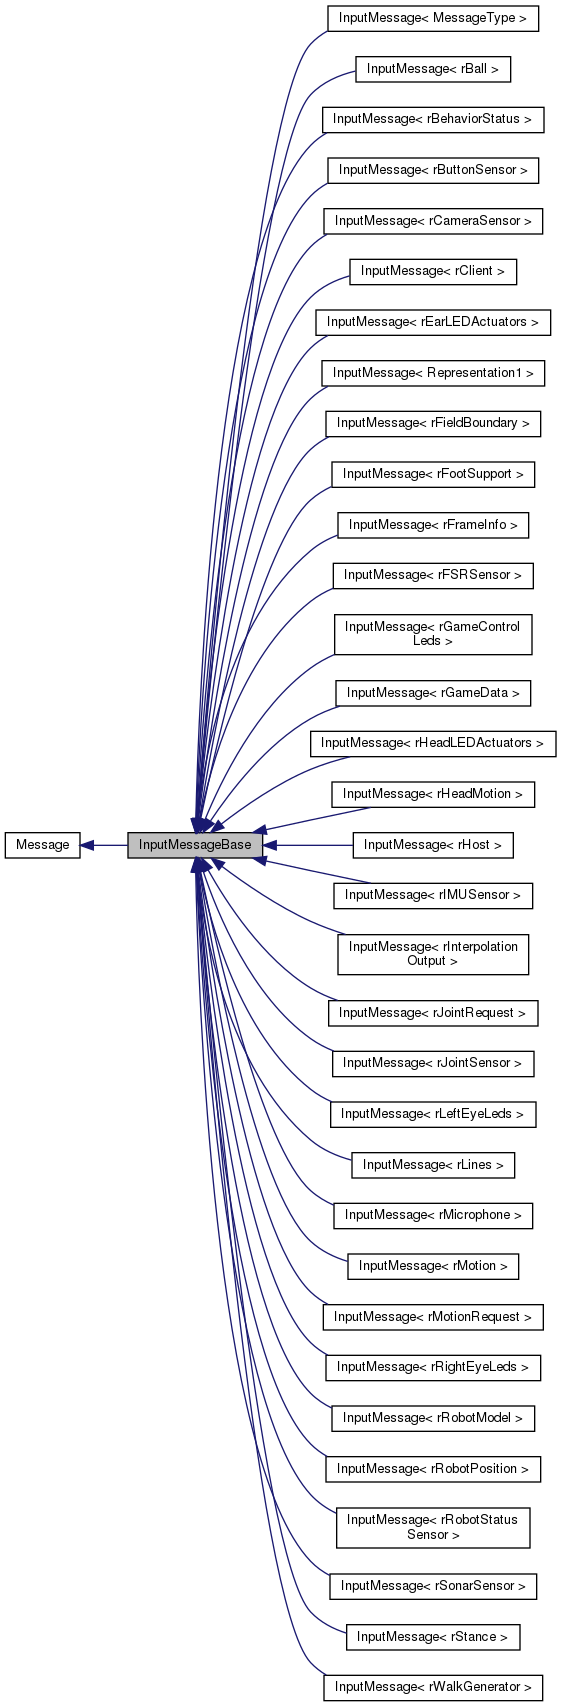 InputMessage< MessageType >
InputMessage< rBall >
InputMessage< rBehaviorStatus >
InputMessage< rButtonSensor >
InputMessage< rCameraSensor >
InputMessage< rClient >
InputMessage< rEarLEDActuators >
InputMessage< Representation1 >
InputMessage< rFieldBoundary >
InputMessage< rFootSupport >
InputMessage< rFrameInfo >
InputMessage< rFSRSensor >
InputMessage< rGameControl
Leds >
InputMessage< rGameData >
InputMessage< rHeadLEDActuators >
InputMessage< rHeadMotion >
Message
InputMessageBase
InputMessage< rHost >
InputMessage< rIMUSensor >
InputMessage< rInterpolation
Output >
InputMessage< rJointRequest >
InputMessage< rJointSensor >
InputMessage< rLeftEyeLeds >
InputMessage< rLines >
InputMessage< rMicrophone >
InputMessage< rMotion >
InputMessage< rMotionRequest >
InputMessage< rRightEyeLeds >
InputMessage< rRobotModel >
InputMessage< rRobotPosition >
InputMessage< rRobotStatus
Sensor >
InputMessage< rSonarSensor >
InputMessage< rStance >
InputMessage< rWalkGenerator >